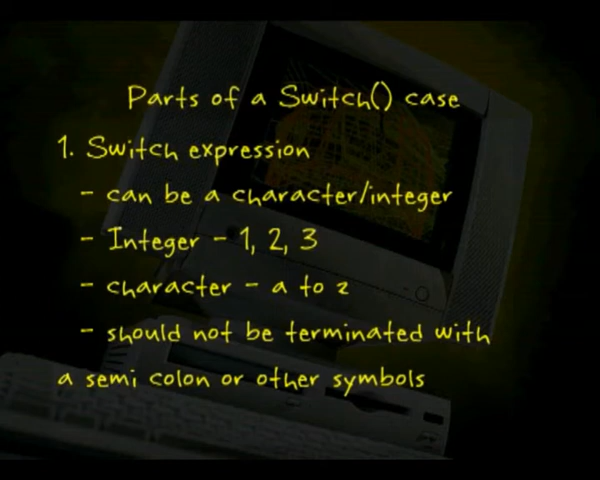 Parts of a Switch() case
1. Switch expression
- can be a character/integer
- Integer - 1, 2, 3
- character - a to z
- should not be terminated with
a semi colon or other symbols